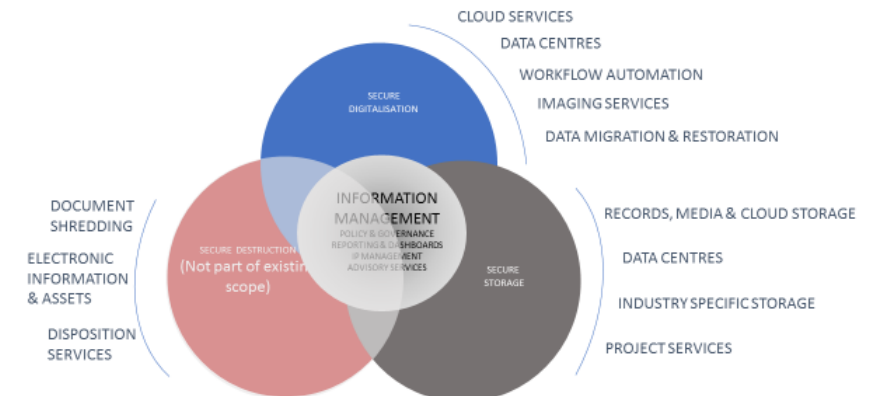 CLOUD SERVICES
DATA CENTRES
WORKFLOW AUTOMATION
IMAGING SERVICES
DATA MIGRATION & RESTORATION
SECURE
DIGITALISATION
INFORMATION
MANAGEMENT
POLICY & GOVERNANCE
REPORTING & DASHBOARDS
IP MANAGEMENT
ADVISORY SERVICES
DOCUMENT
SHREDDING
ELECTRONIC
INFORMATION
& ASSETS
DISPOSITION
SERVICES
SECURE DESTRUCTION
(Not part of existin
scope)
SECURE
STORAGE
RECORDS, MEDIA & CLOUD STORAGE
DATA CENTRES
INDUSTRY SPECIFIC STORAGE
PROJECT SERVICES